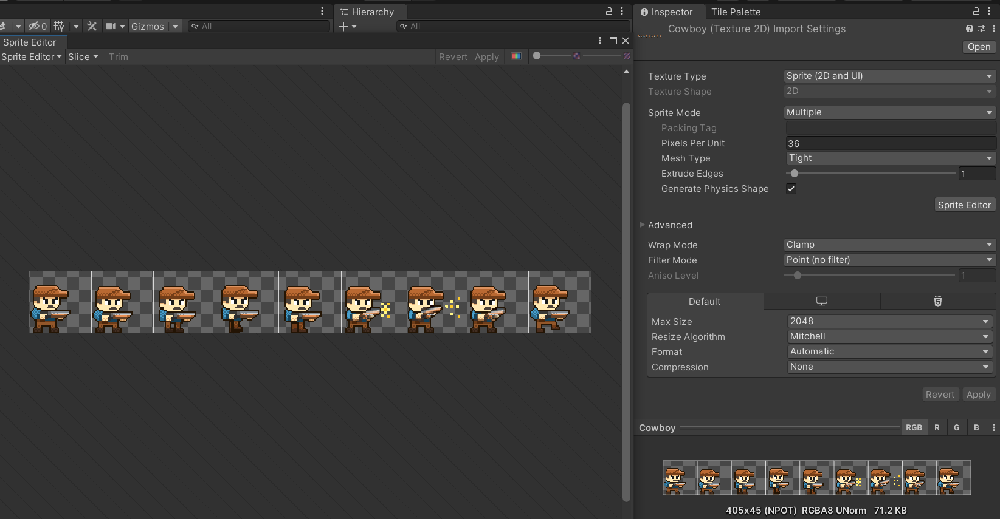 Hierarchy
Inspector
Tile Palette
0
Gizmos
All
All
Cowboy (Texture 2D) Import Settings
Open
Sprite Editor
Sprite Editor
Slice
Trim
Revert
Apply
Texture Type
Sprite (2D and UI)
Texture Shape
2D
Sprite Mode
Multiple
Packing Tag
Pixels Per Unit
36
Mesh Type
Tight
Extrude Edges
1
Generate Physics Shape
Sprite Editor
Advanced
Wrap Mode
Clamp
Filter Mode
Point (no filter)
Aniso Level
1
Default
Max Size
2048
Resize Algorithm
Mitchell
Format
Automatic
Compression
None
Revert
Apply
Cowboy
RGB
R
G
B
405x45 (NPOT) RGBA8 UNorm 71.2 KB